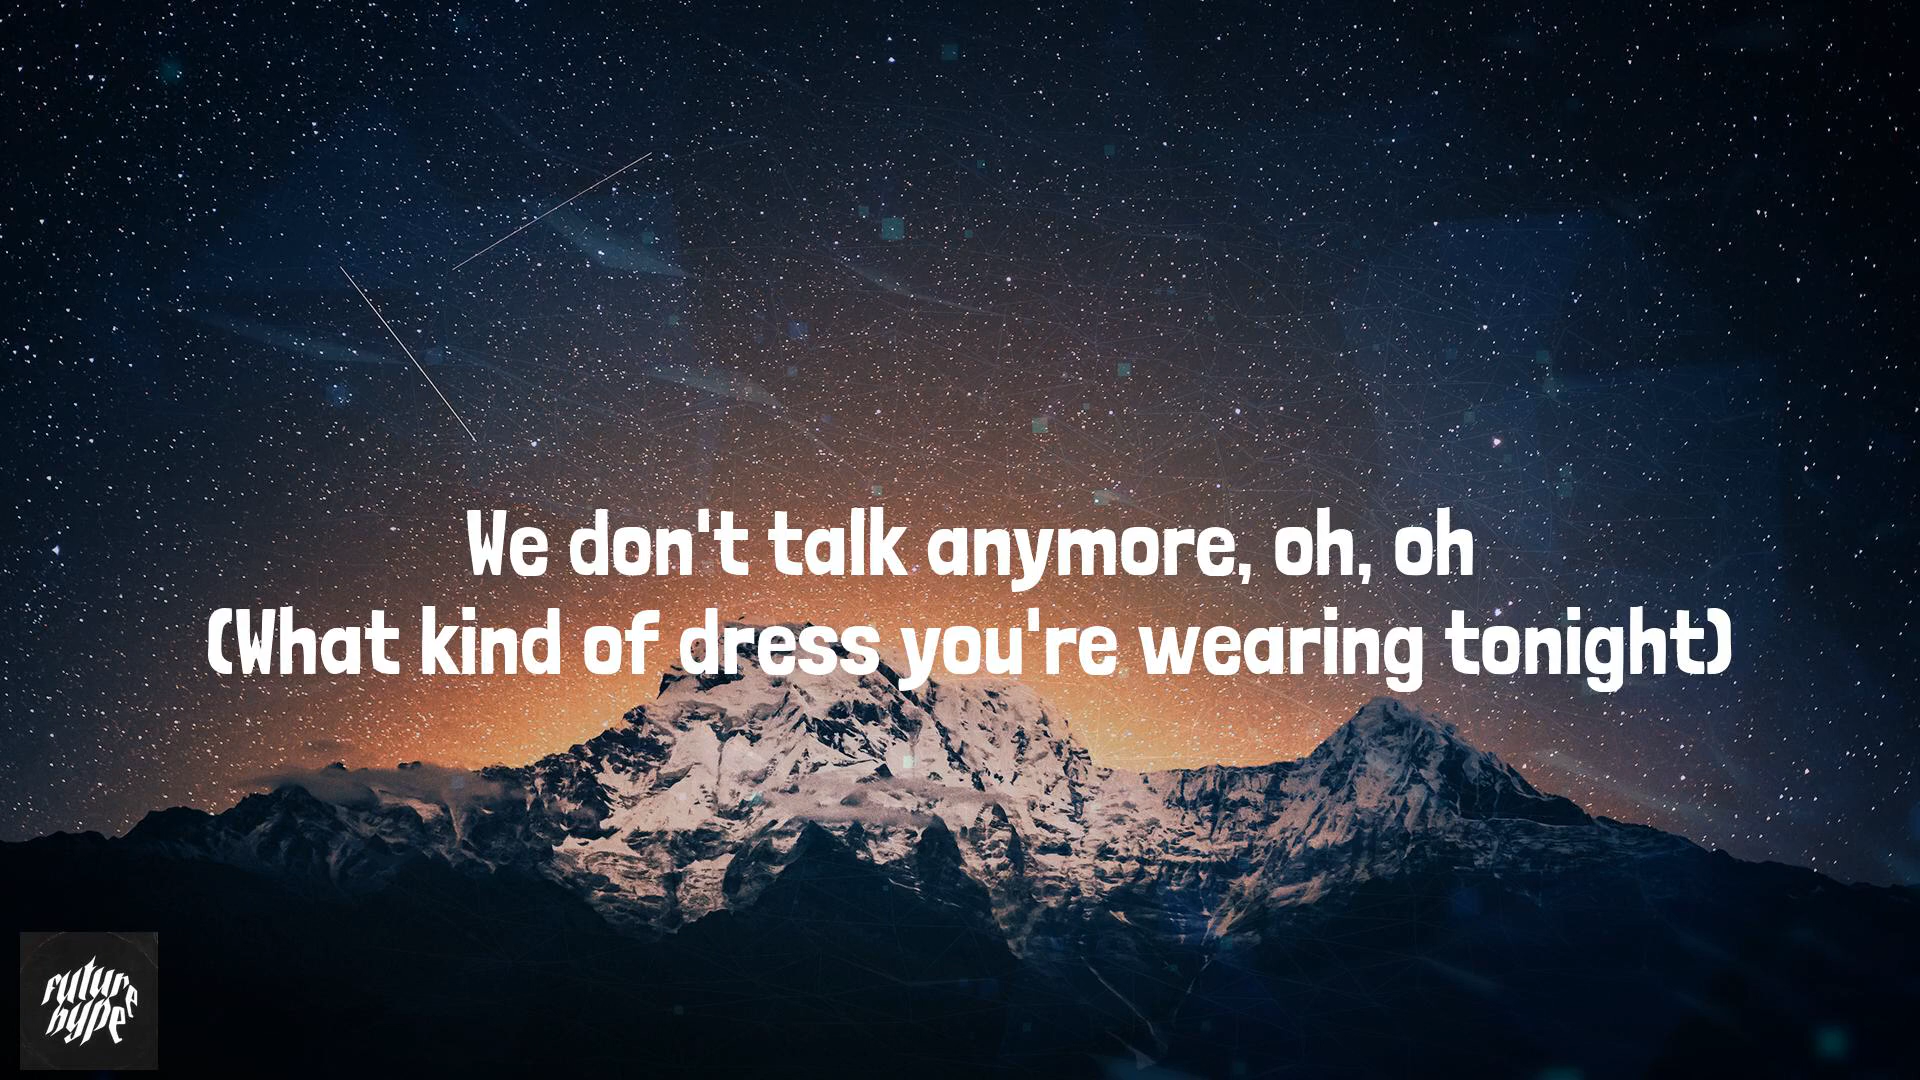 We don't talk anymore, oh, oh
(What kind of dress you're wearing tonight)
future
hype